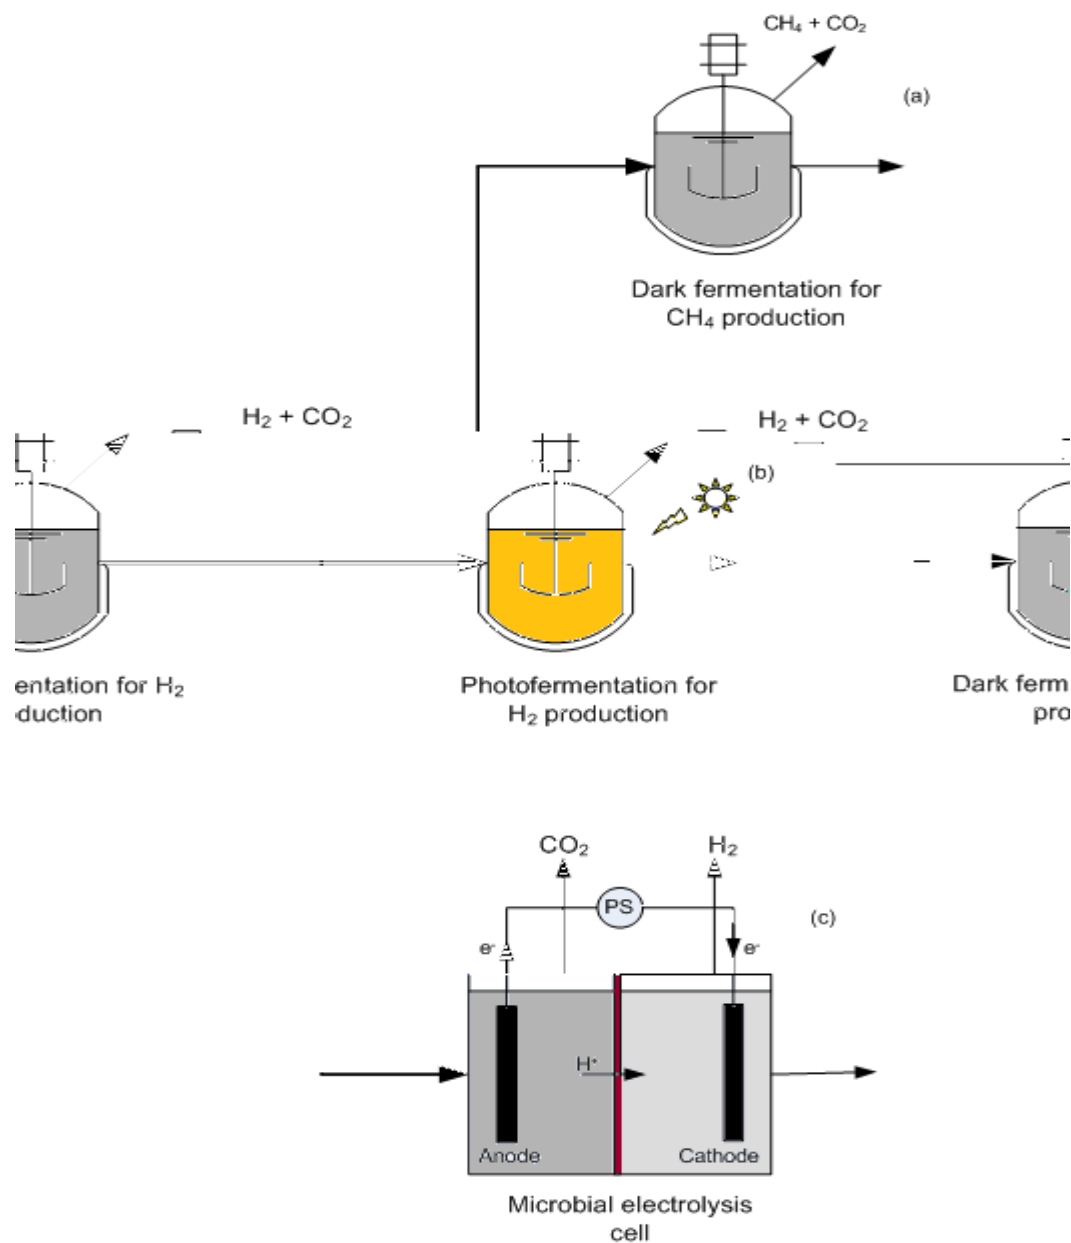 CH₄ + CO₂
(a)
Dark fermentation for
CH₄ production
H₂ + CO₂
H₂ + CO₂
(b)
entation for H₂
duction
Photofermentation for
H₂ production
Dark ferm
pro
CO₂
H₂
PS
(c)
e⁻
e⁻
H⁺
Anode
Cathode
Microbial electrolysis
cell